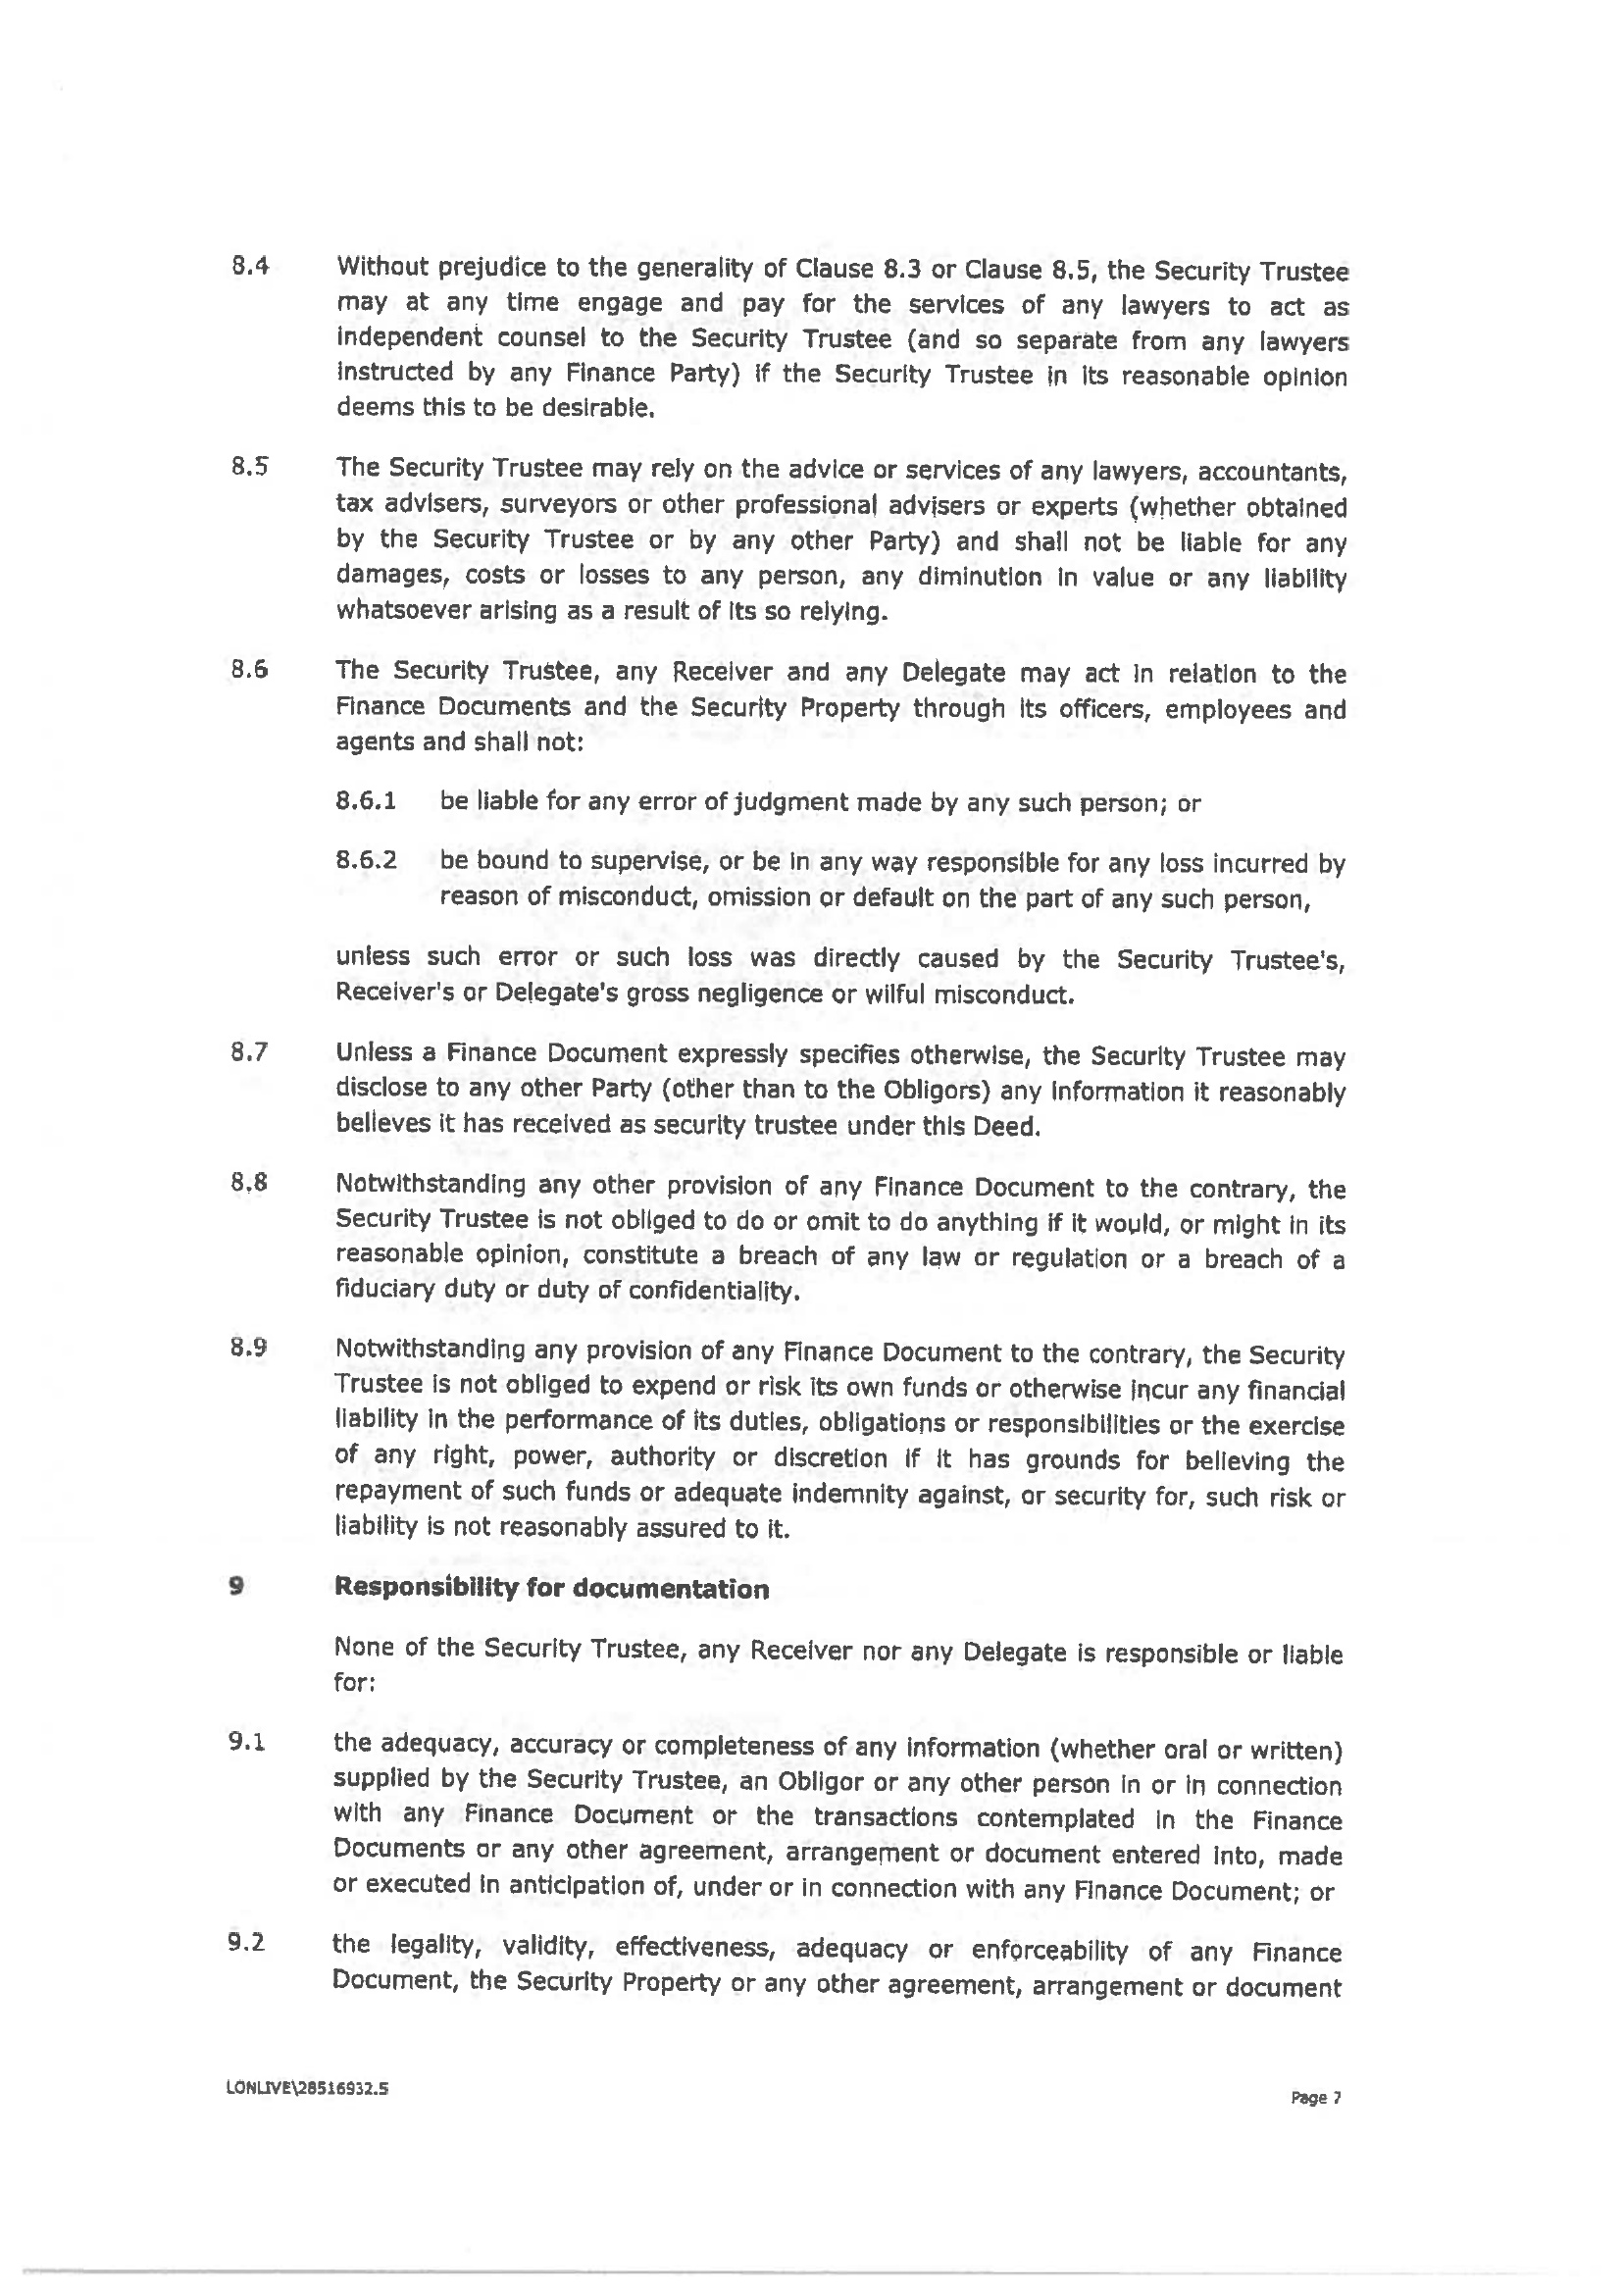 8.4 Without prejudice to the generality of Clause 8.3 or Clause 8.5, the Security Trustee
may at any time engage and pay for the services of any lawyers to act as
independent counsel to the Security Trustee (and so separate from any lawyers
instructed by any Finance Party) if the Security Trustee in its reasonable opinion
deems this to be desirable.
8.5 The Security Trustee may rely on the advice or services of any lawyers, accountants,
tax advisers, surveyors or other professional advisers or experts (whether obtained
by the Security Trustee or by any other Party) and shall not be liable for any
damages, costs or losses to any person, any diminution in value or any liability
whatsoever arising as a result of its so relying.
8.6 The Security Trustee, any Receiver and any Delegate may act in relation to the
Finance Documents and the Security Property through its officers, employees and
agents and shall not:
8.6.1 be liable for any error of judgment made by any such person; or
8.6.2 be bound to supervise, or be in any way responsible for any loss incurred by
reason of misconduct, omission or default on the part of any such person,
unless such error or such loss was directly caused by the Security Trustee's,
Receiver's or Delegate's gross negligence or wilful misconduct.
8.7 Unless a Finance Document expressly specifies otherwise, the Security Trustee may
disclose to any other Party (other than to the Obligors) any information it reasonably
believes it has received as security trustee under this Deed.
8.8 Notwithstanding any other provision of any Finance Document to the contrary, the
Security Trustee is not obliged to do or omit to do anything if it would, or might in its
reasonable opinion, constitute a breach of any law or regulation or a breach of a
fiduciary duty or duty of confidentiality.
8.9 Notwithstanding any provision of any Finance Document to the contrary, the Security
Trustee is not obliged to expend or risk its own funds or otherwise incur any financial
liability in the performance of its duties, obligations or responsibilities or the exercise
of any right, power, authority or discretion if it has grounds for believing the
repayment of such funds or adequate indemnity against, or security for, such risk or
liability is not reasonably assured to it.
9 Responsibility for documentation
None of the Security Trustee, any Receiver nor any Delegate is responsible or liable
for:
9.1 the adequacy, accuracy or completeness of any information (whether oral or written)
supplied by the Security Trustee, an Obligor or any other person in or in connection
with any Finance Document or the transactions contemplated in the Finance
Documents or any other agreement, arrangement or document entered into, made
or executed in anticipation of, under or in connection with any Finance Document; or
9.2 the legality, validity, effectiveness, adequacy or enforceability of any Finance
Document, the Security Property or any other agreement, arrangement or document
LONLIVE\28516932.5
Page 7